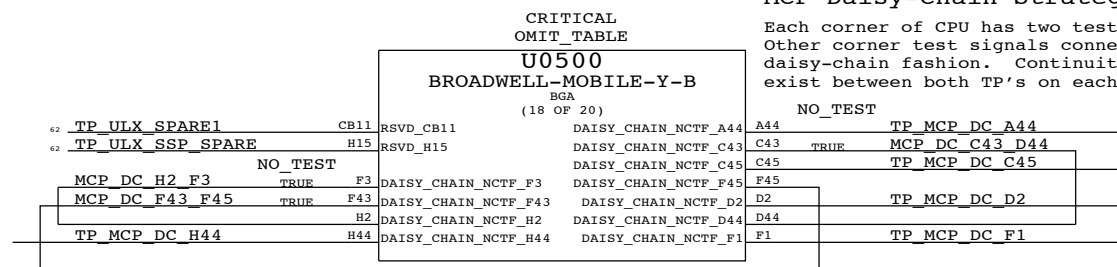 MCP Daisy-Chain Strateg
Each corner of CPU has two test
Other corner test signals conne
daisy-chain fashion. Continuit
exist between both TP's on each
CRITICAL
OMIT_TABLE
U0500
BROADWELL-MOBILE-Y-B
BGA
(18 OF 20)
NO_TEST
62 TP_ULX_SPARE1 CB11 RSVD_CB11 DAISY_CHAIN_NCTF_A44 A44 TP_MCP_DC_A44
62 TP_ULX_SSP_SPARE H15 RSVD_H15 DAISY_CHAIN_NCTF_C43 C43 TRUE MCP_DC_C43_D44
NO_TEST DAISY_CHAIN_NCTF_C45 C45 TP_MCP_DC_C45
MCP_DC_H2_F3 TRUE F3 DAISY_CHAIN_NCTF_F3 DAISY_CHAIN_NCTF_F45 F45
MCP_DC_F43_F45 TRUE F43 DAISY_CHAIN_NCTF_F43 DAISY_CHAIN_NCTF_D2 D2 TP_MCP_DC_D2
H2 DAISY_CHAIN_NCTF_H2 DAISY_CHAIN_NCTF_D44 D44
TP_MCP_DC_H44 H44 DAISY_CHAIN_NCTF_H44 DAISY_CHAIN_NCTF_F1 F1 TP_MCP_DC_F1